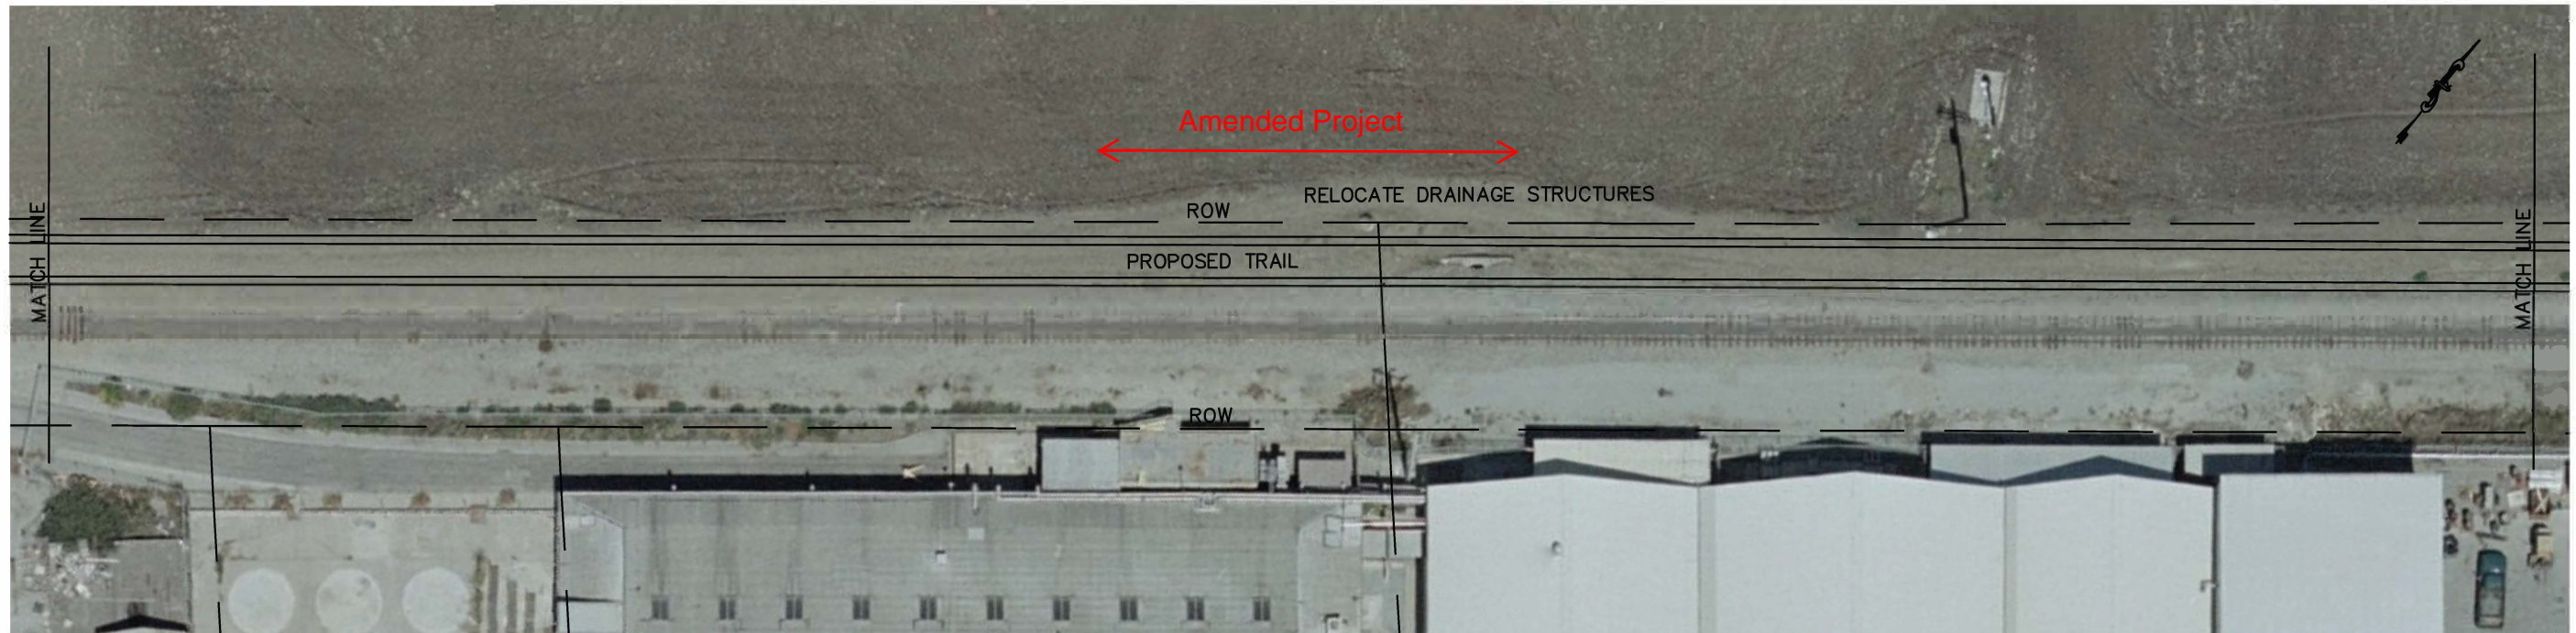 Amended Project
RELOCATE DRAINAGE STRUCTURES
ROW
MATCH LINE
PROPOSED TRAIL
MATCH LINE
ROW